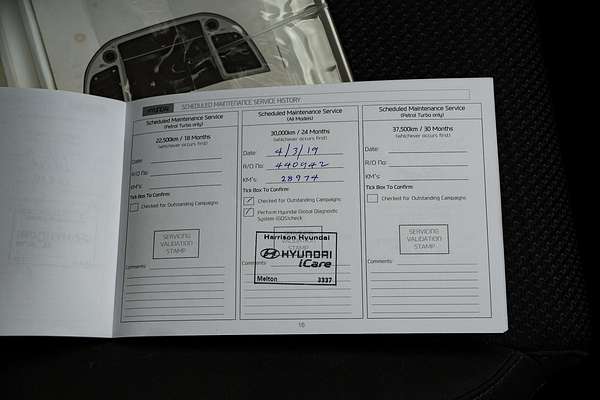 HYUNDAI SCHEDULED MAINTENANCE SERVICE HISTORY
Scheduled Maintenance Service
(Petrol Turbo only)
22,500km / 18 Months
(whichever occurs first)
Date:
R/O No:
KM's:
Tick Box To Confirm:
Checked for Outstanding Campaigns
SERVICING
VALIDATION
STAMP
Comments:
Scheduled Maintenance Service
(All Models)
30,000km / 24 Months
(whichever occurs first)
Date: 4/3/19
R/O No: 440942
KM's: 28974
Tick Box To Confirm:
Checked for Outstanding Campaigns
Perform Hyundai Global Diagnostic
System (GDS) check
Harrison Hyundai
HYUNDAI
iCare
Melton 3337
Comments:
Scheduled Maintenance Service
(Petrol Turbo only)
37,500km / 30 Months
(whichever occurs first)
Date:
R/O No:
KM's:
Tick Box To Confirm:
Checked for Outstanding Campaigns
SERVICING
VALIDATION
STAMP
Comments:
16